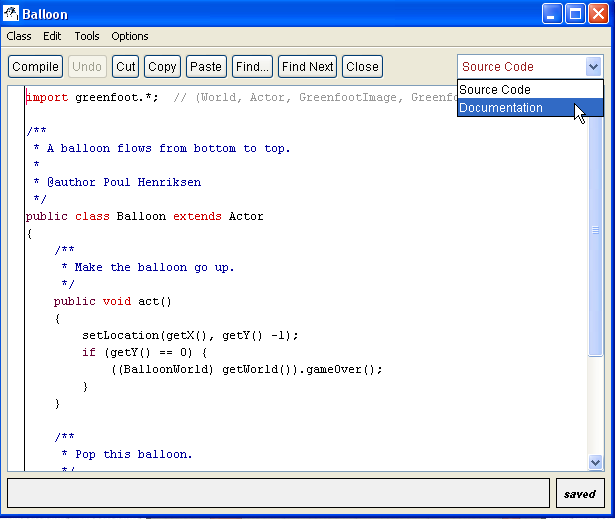 Balloon
Class Edit Tools Options
Compile Undo Cut Copy Paste Find... Find Next Close Source Code
Source Code
Documentation
import greenfoot.*;  // (World, Actor, GreenfootImage, Greenfo
/**
 * A balloon flows from bottom to top.
 *
 * @author Poul Henriksen
 */
public class Balloon extends Actor
{
    /**
     * Make the balloon go up.
     */
    public void act()
    {
        setLocation(getX(), getY() -1);
        if (getY() == 0) {
            ((BalloonWorld) getWorld()).gameOver();
        }
    }
    /**
     * Pop this balloon.
     */
saved